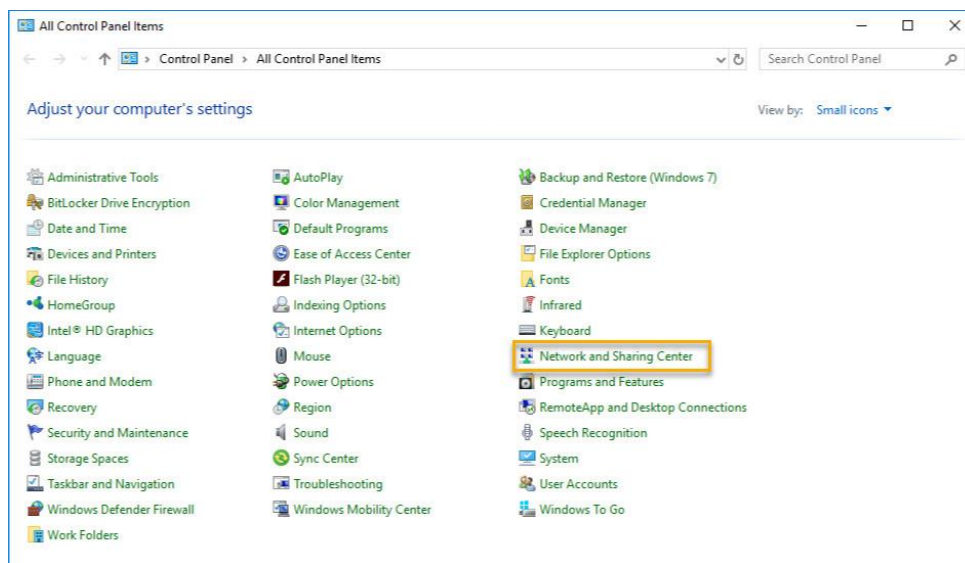 All Control Panel Items
Control Panel > All Control Panel Items
Search Control Panel
Adjust your computer's settings
View by: Small icons
Administrative Tools
AutoPlay
Backup and Restore (Windows 7)
BitLocker Drive Encryption
Color Management
Credential Manager
Date and Time
Default Programs
Device Manager
Devices and Printers
Ease of Access Center
File Explorer Options
File History
Flash Player (32-bit)
Fonts
HomeGroup
Indexing Options
Infrared
Intel® HD Graphics
Internet Options
Keyboard
Language
Mouse
Network and Sharing Center
Phone and Modem
Power Options
Programs and Features
Recovery
Region
RemoteApp and Desktop Connections
Security and Maintenance
Sound
Speech Recognition
Storage Spaces
Sync Center
System
Taskbar and Navigation
Troubleshooting
User Accounts
Windows Defender Firewall
Windows Mobility Center
Windows To Go
Work Folders